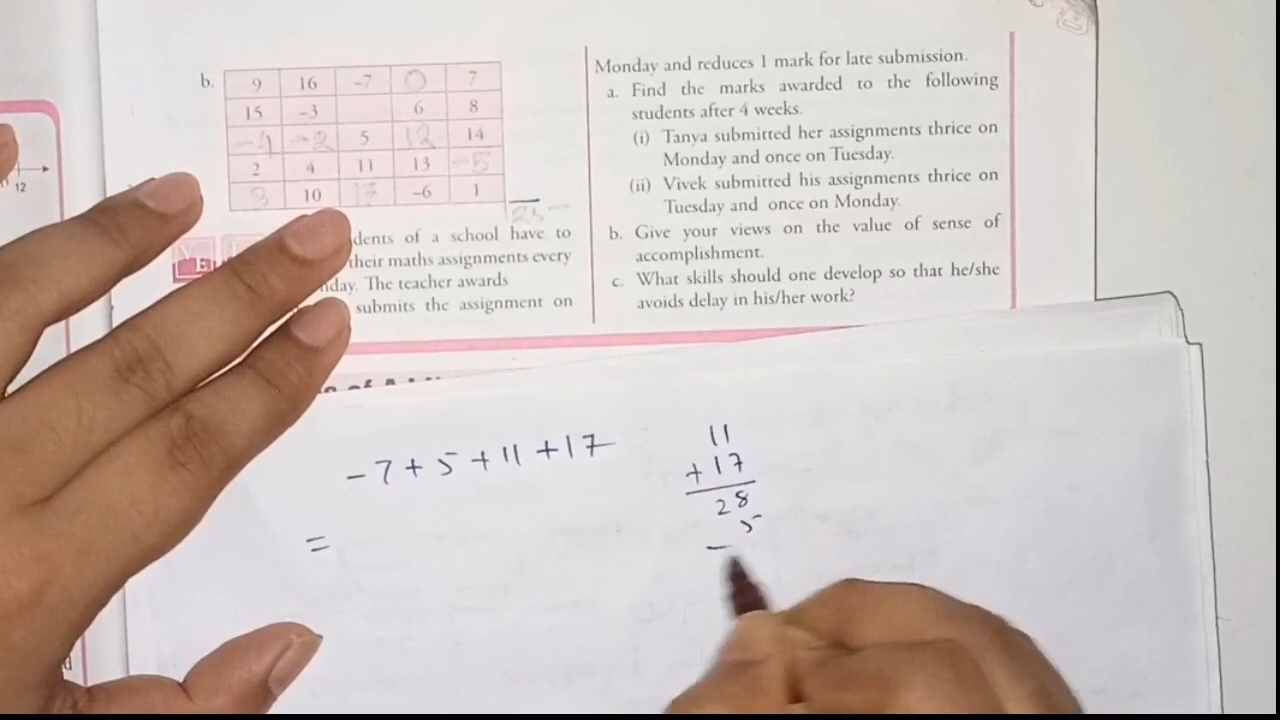 b.
9 16 -7 0 7
15 -3 6 8
-4 -2 5 12 14
2 4 11 13 -5
3 10 17 -6 1
25
dents of a school have to
their maths assignments every
day. The teacher awards
submits the assignment on
Monday and reduces 1 mark for late submission.
a. Find the marks awarded to the following
students after 4 weeks.
(i) Tanya submitted her assignments thrice on
Monday and once on Tuesday.
(ii) Vivek submitted his assignments thrice on
Tuesday and once on Monday.
b. Give your views on the value of sense of
accomplishment.
c. What skills should one develop so that he/she
avoids delay in his/her work?
12
-7+5+11+17
=
11
+17
28
5